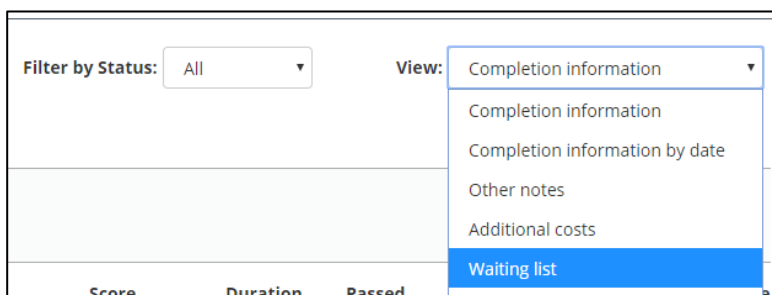 Filter by Status: All View: Completion information
Completion information
Completion information by date
Other notes
Additional costs
Waiting list
Score Duration Passed